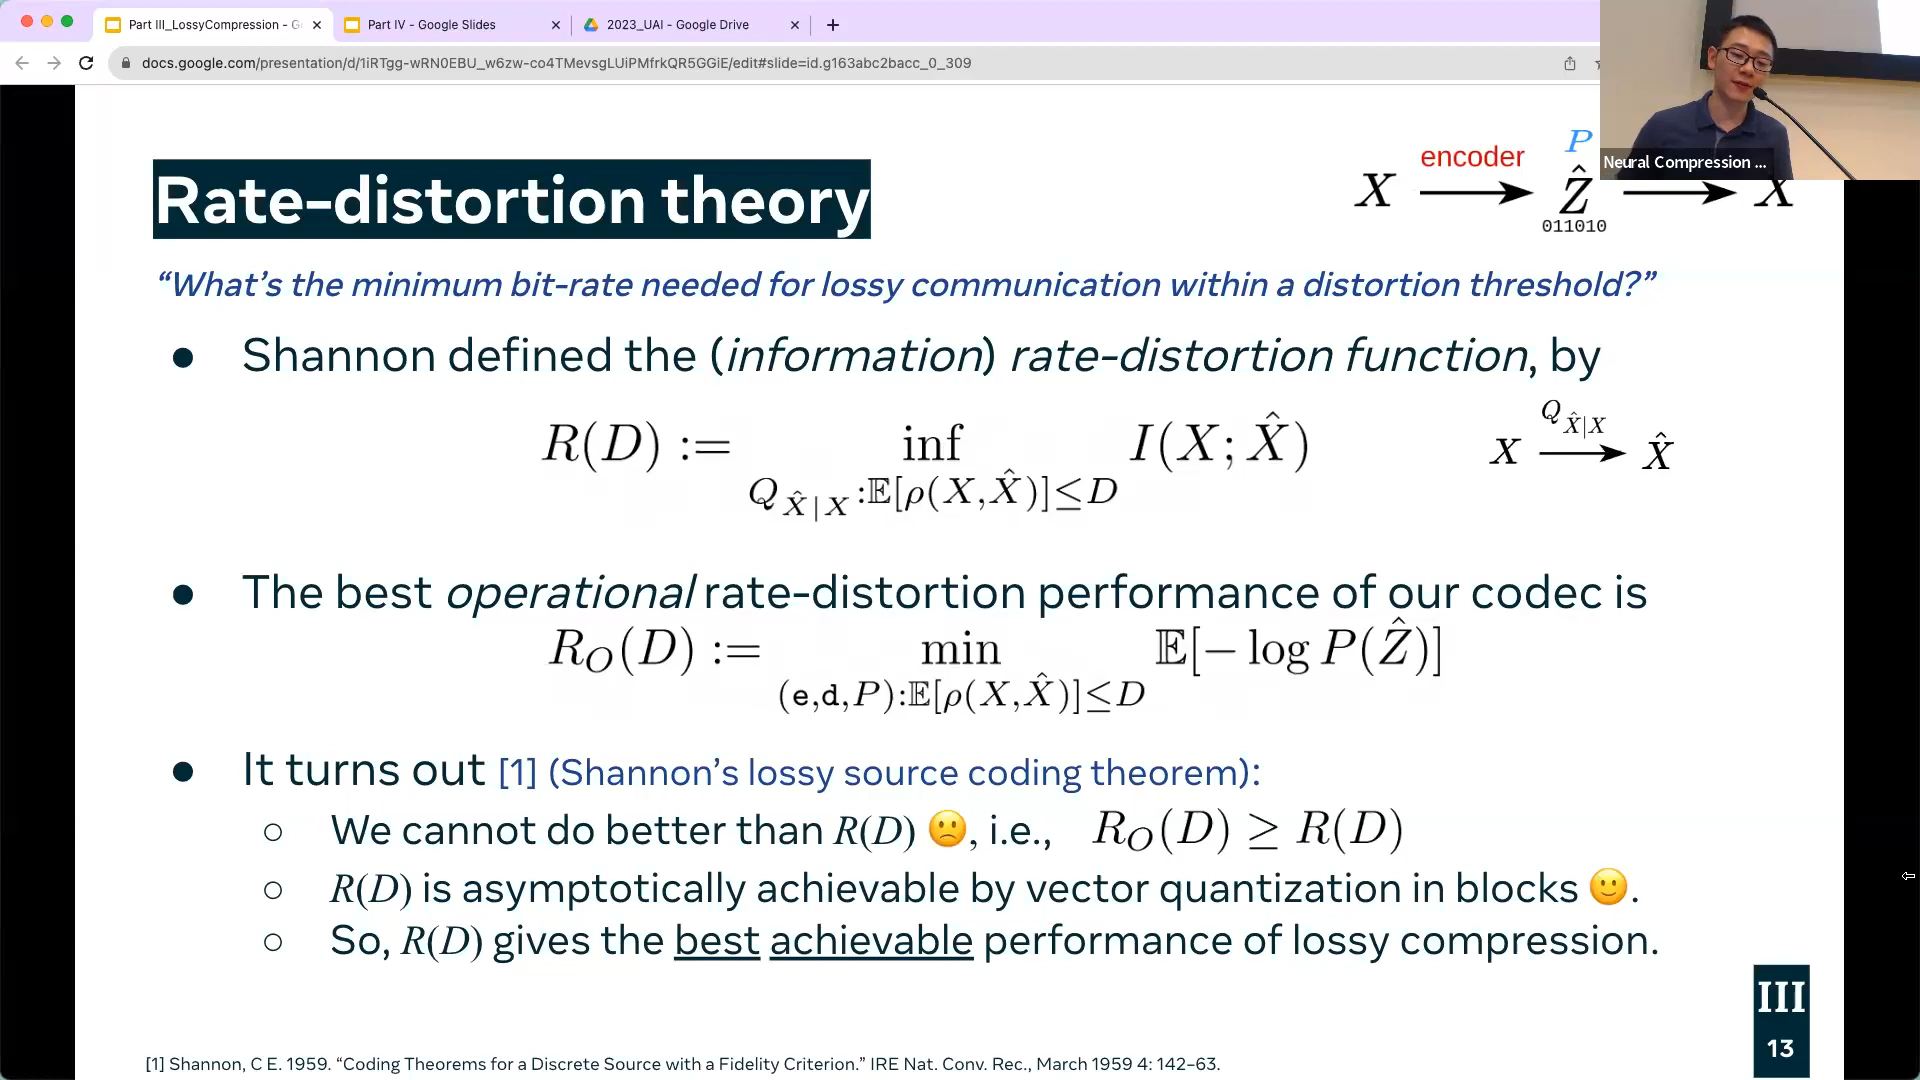 Part III_LossyCompression - G
Part IV - Google Slides
2023_UAI - Google Drive
docs.google.com/presentation/d/1iRTgg-wRN0EBU_w6zw-co4TMevsgLUiPMfrkQR5GGiE/edit#slide=id.g163abc2bacc_0_309
Neural Compression ...
Rate-distortion theory
X encoder P Ẑ X
011010
“What’s the minimum bit-rate needed for lossy communication within a distortion threshold?”
● Shannon defined the (information) rate-distortion function, by
R(D) := inf I(X; X̂)
Q_{X̂|X}:𝔼[ρ(X,X̂)]≤D
X Q_{X̂|X} X̂
● The best operational rate-distortion performance of our codec is
R_O(D) := min 𝔼[− log P(Ẑ)]
(e,d,P):𝔼[ρ(X,X̂)]≤D
● It turns out [1] (Shannon’s lossy source coding theorem):
○ We cannot do better than R(D) 🙁, i.e., R_O(D) ≥ R(D)
○ R(D) is asymptotically achievable by vector quantization in blocks 🙂.
○ So, R(D) gives the best achievable performance of lossy compression.
III
13
[1] Shannon, C E. 1959. “Coding Theorems for a Discrete Source with a Fidelity Criterion.” IRE Nat. Conv. Rec., March 1959 4: 142–63.